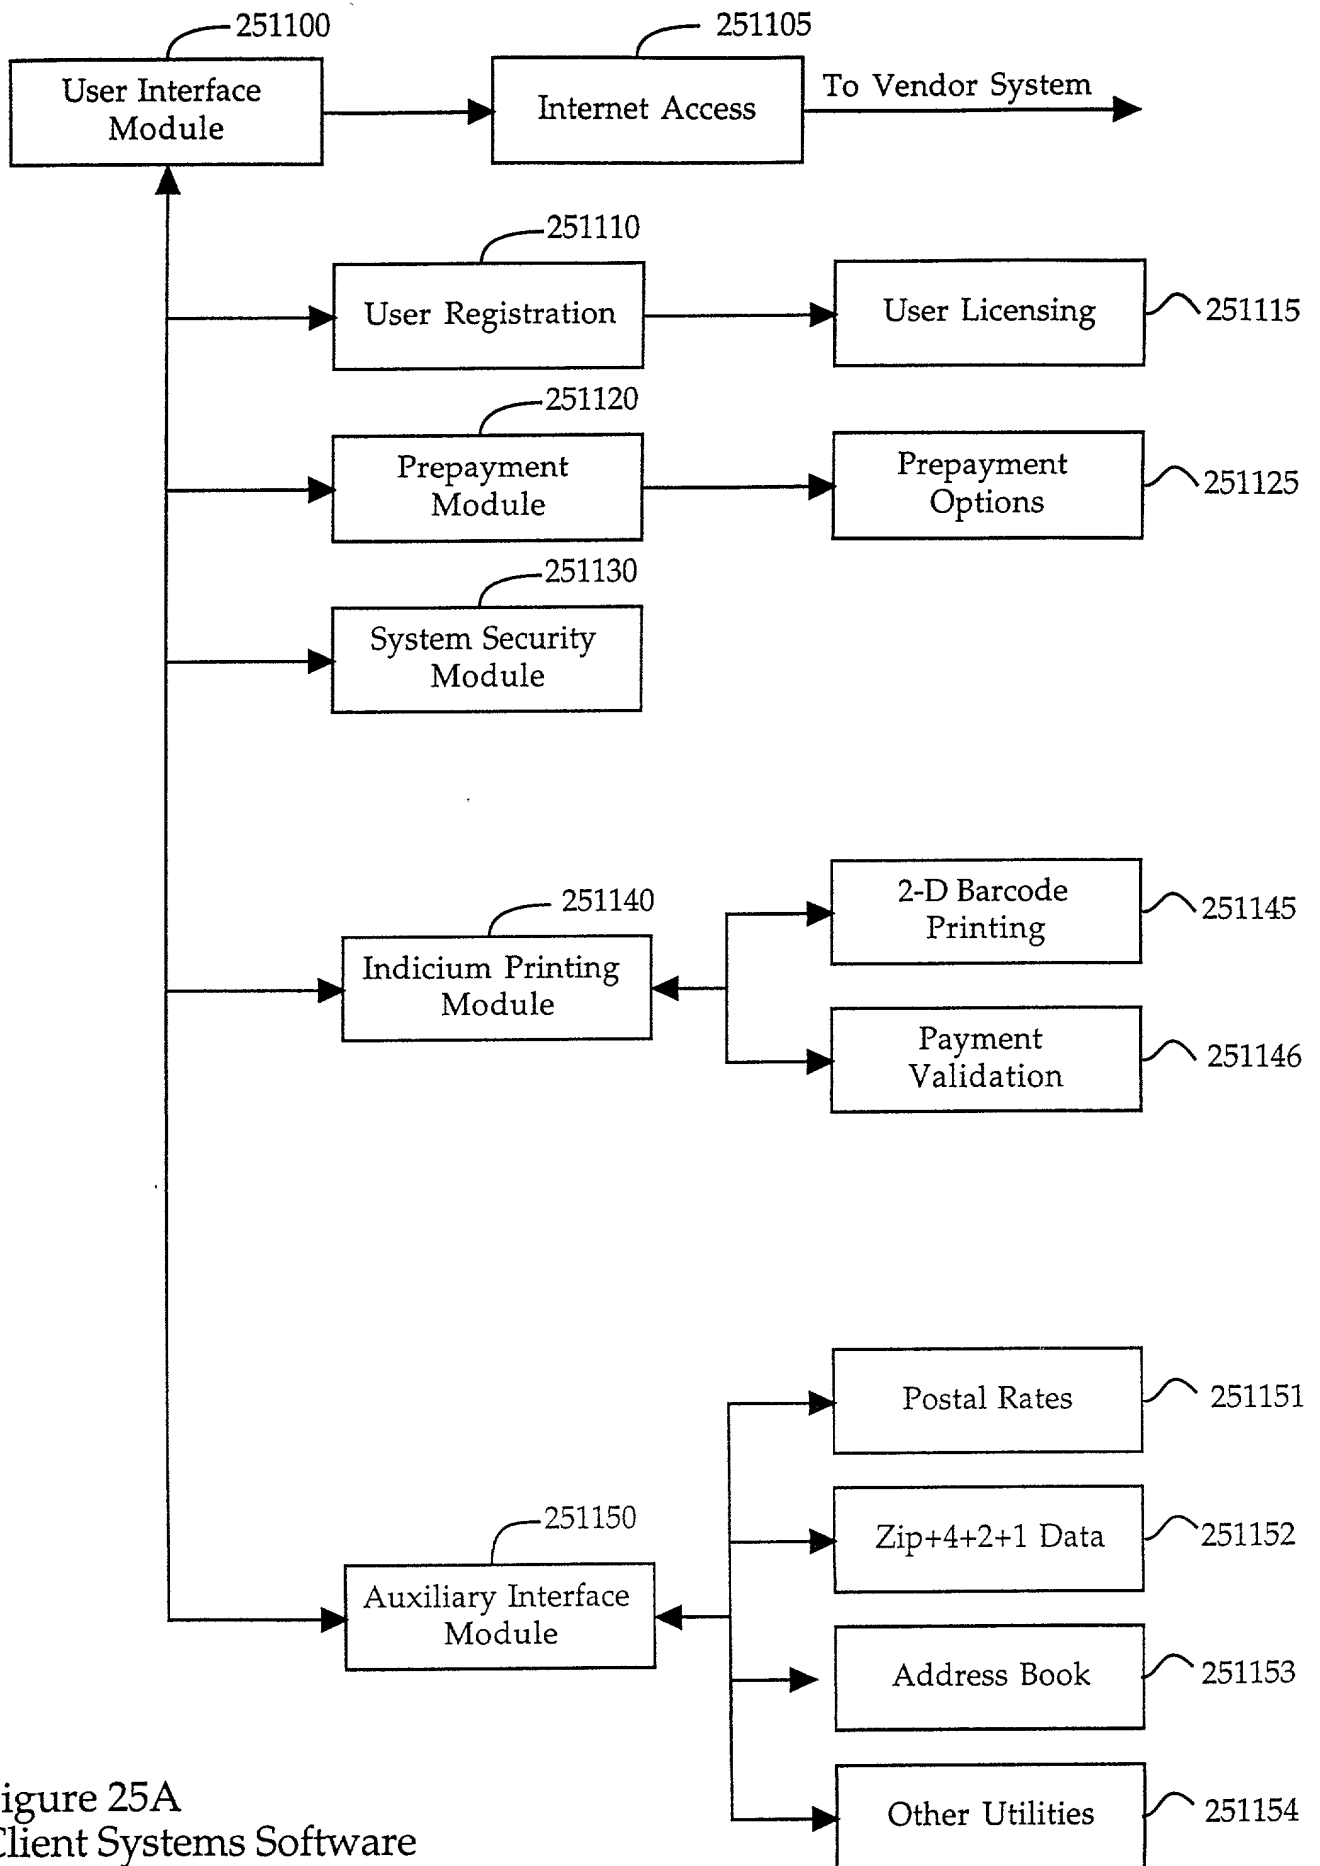 251100
251105
User Interface
Module
Internet Access
To Vendor System
251110
User Registration
User Licensing
251115
251120
Prepayment
Module
Prepayment
Options
251125
251130
System Security
Module
251140
Indicium Printing
Module
2-D Barcode
Printing
251145
Payment
Validation
251146
Postal Rates
251151
251150
Auxiliary Interface
Module
Zip+4+2+1 Data
251152
Address Book
251153
Other Utilities
251154
igure 25A
Client Systems Software